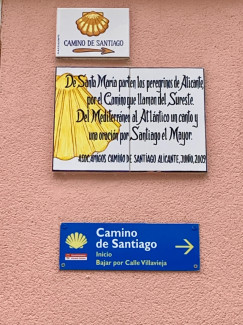 CAMINO DE SANTIAGO
De Santa María parten los peregrinos de Alicante
por el Camino que llaman del Sureste.
Del Mediterráneo al Atlántico un canto y
una oración por Santiago el Mayor.
ASOC. AMIGOS CAMINO DE SANTIAGO ALICANTE, JUNIO, 2009
Camino
de Santiago
Inicio
Bajar por Calle Villavieja